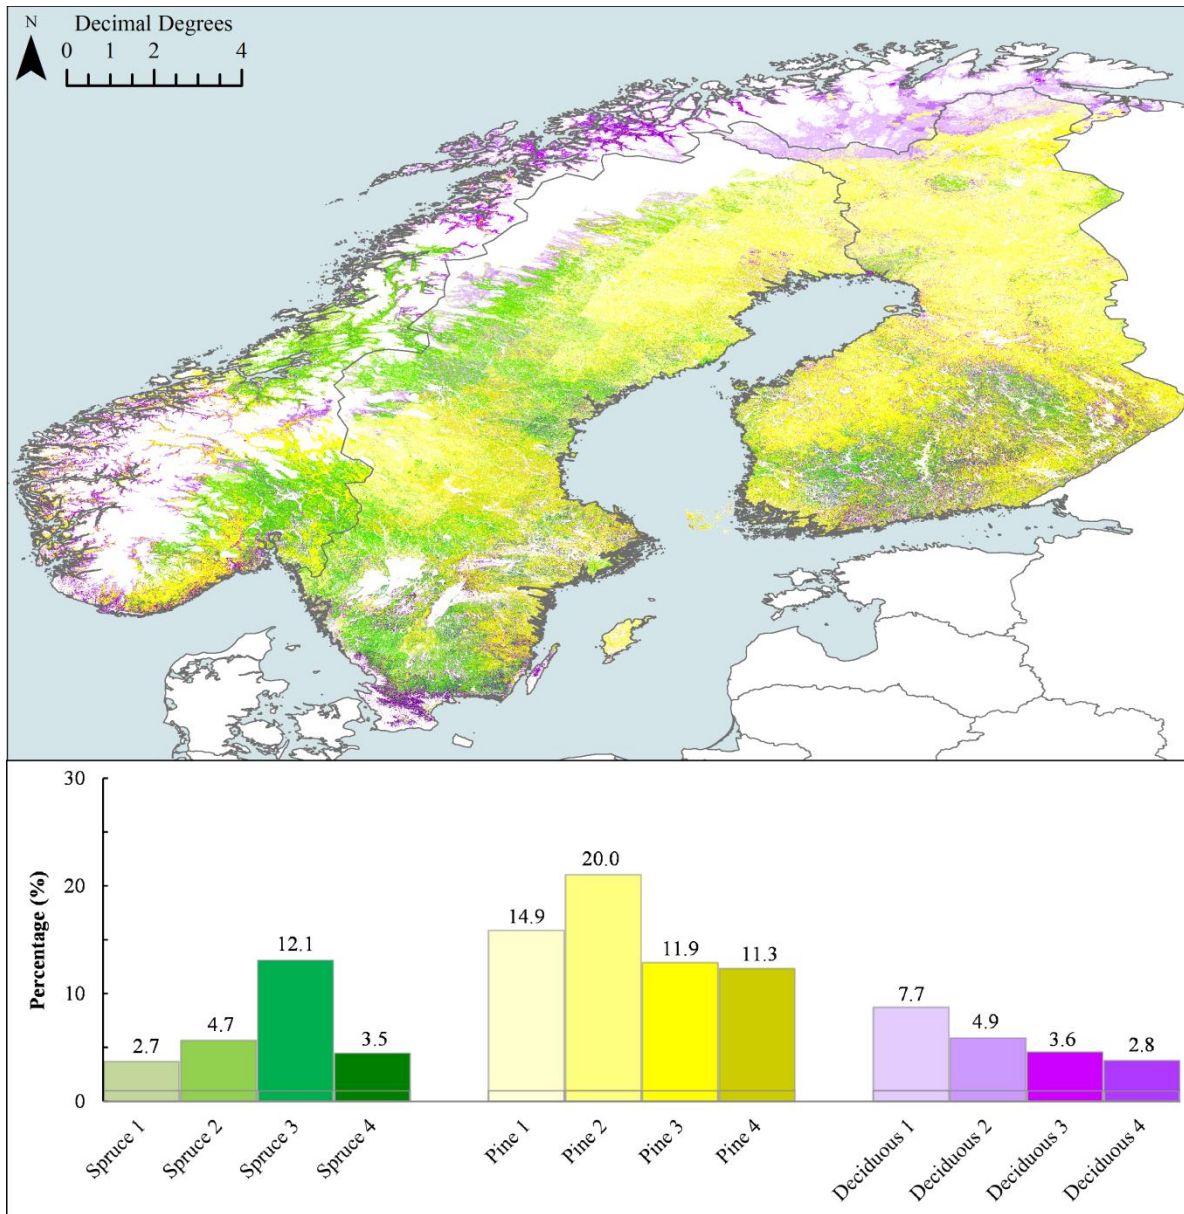 N
Decimal Degrees
0 1 2 4
30
20
10
0
Percentage (%)
2.7
4.7
12.1
3.5
14.9
20.0
11.9
11.3
7.7
4.9
3.6
2.8
Spruce 1
Spruce 2
Spruce 3
Spruce 4
Pine 1
Pine 2
Pine 3
Pine 4
Deciduous 1
Deciduous 2
Deciduous 3
Deciduous 4